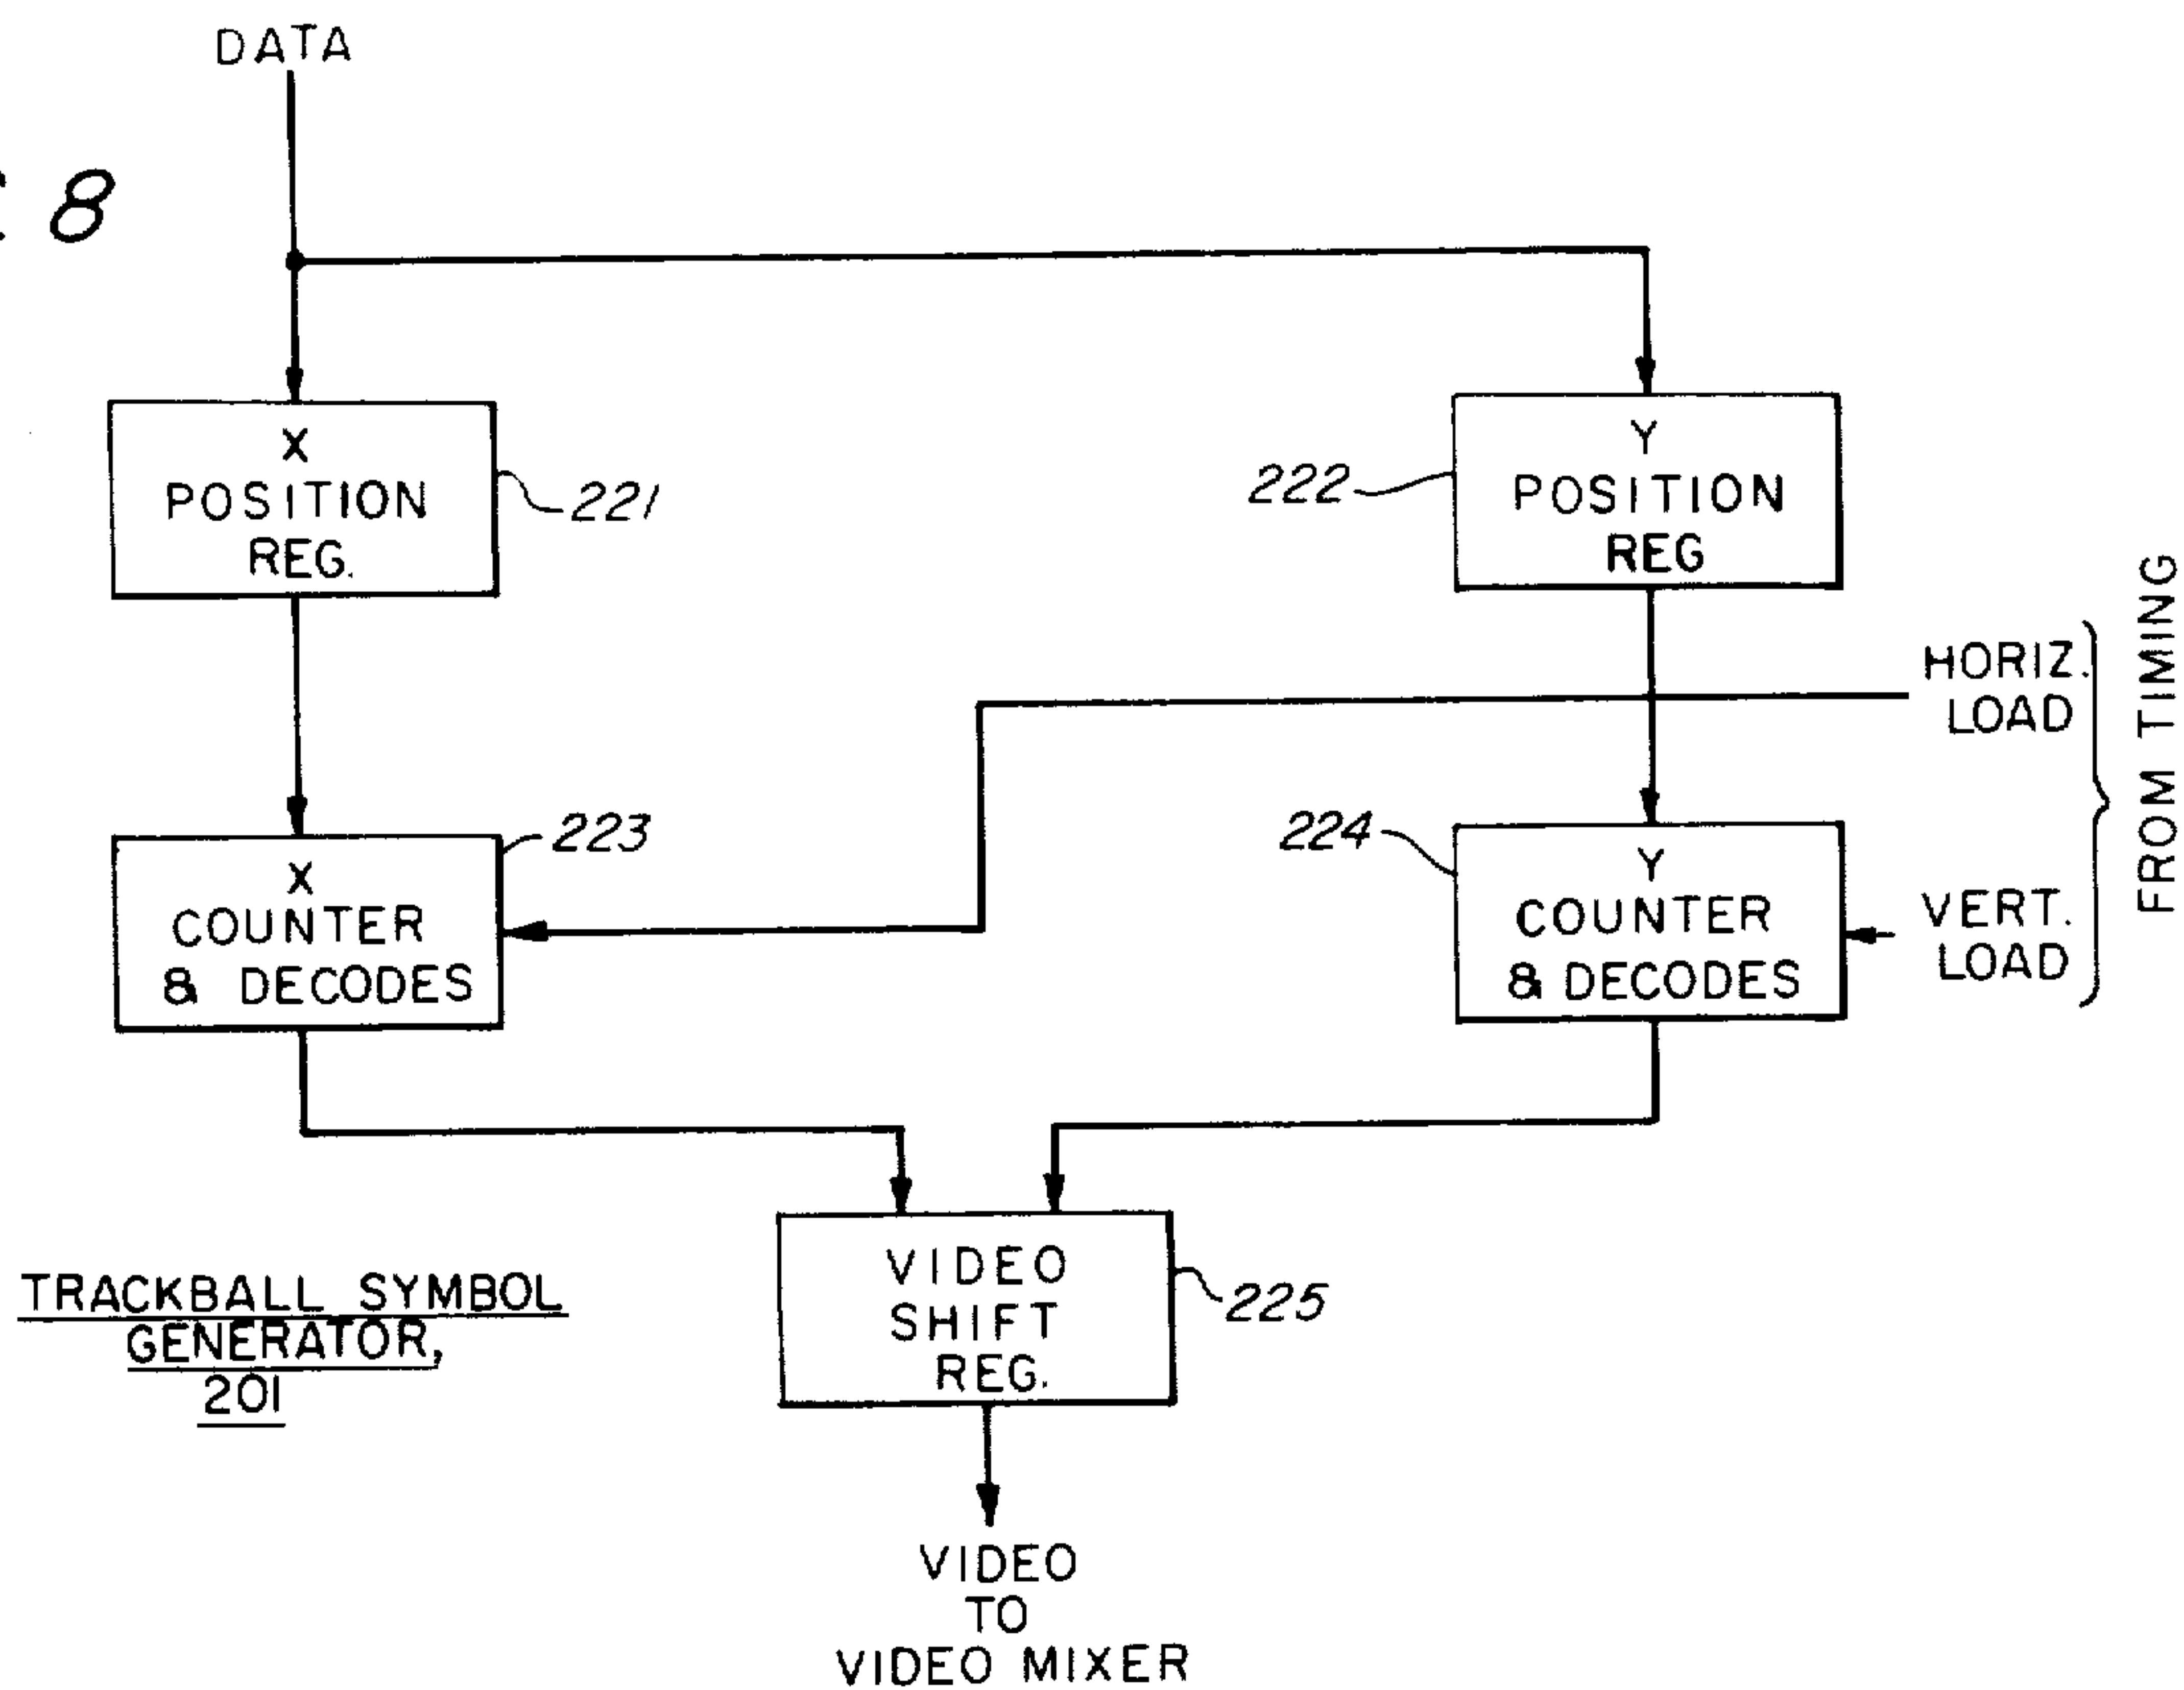 DATA
8
X
POSITION
REG.
221
222
Y
POSITION
REG
HORIZ.
LOAD
FROM TIMING
X
COUNTER
& DECODES
223
224
Y
COUNTER
& DECODES
VERT.
LOAD
VIDEO
SHIFT
REG.
225
TRACKBALL SYMBOL
GENERATOR,
201
VIDEO
TO
VIDEO MIXER